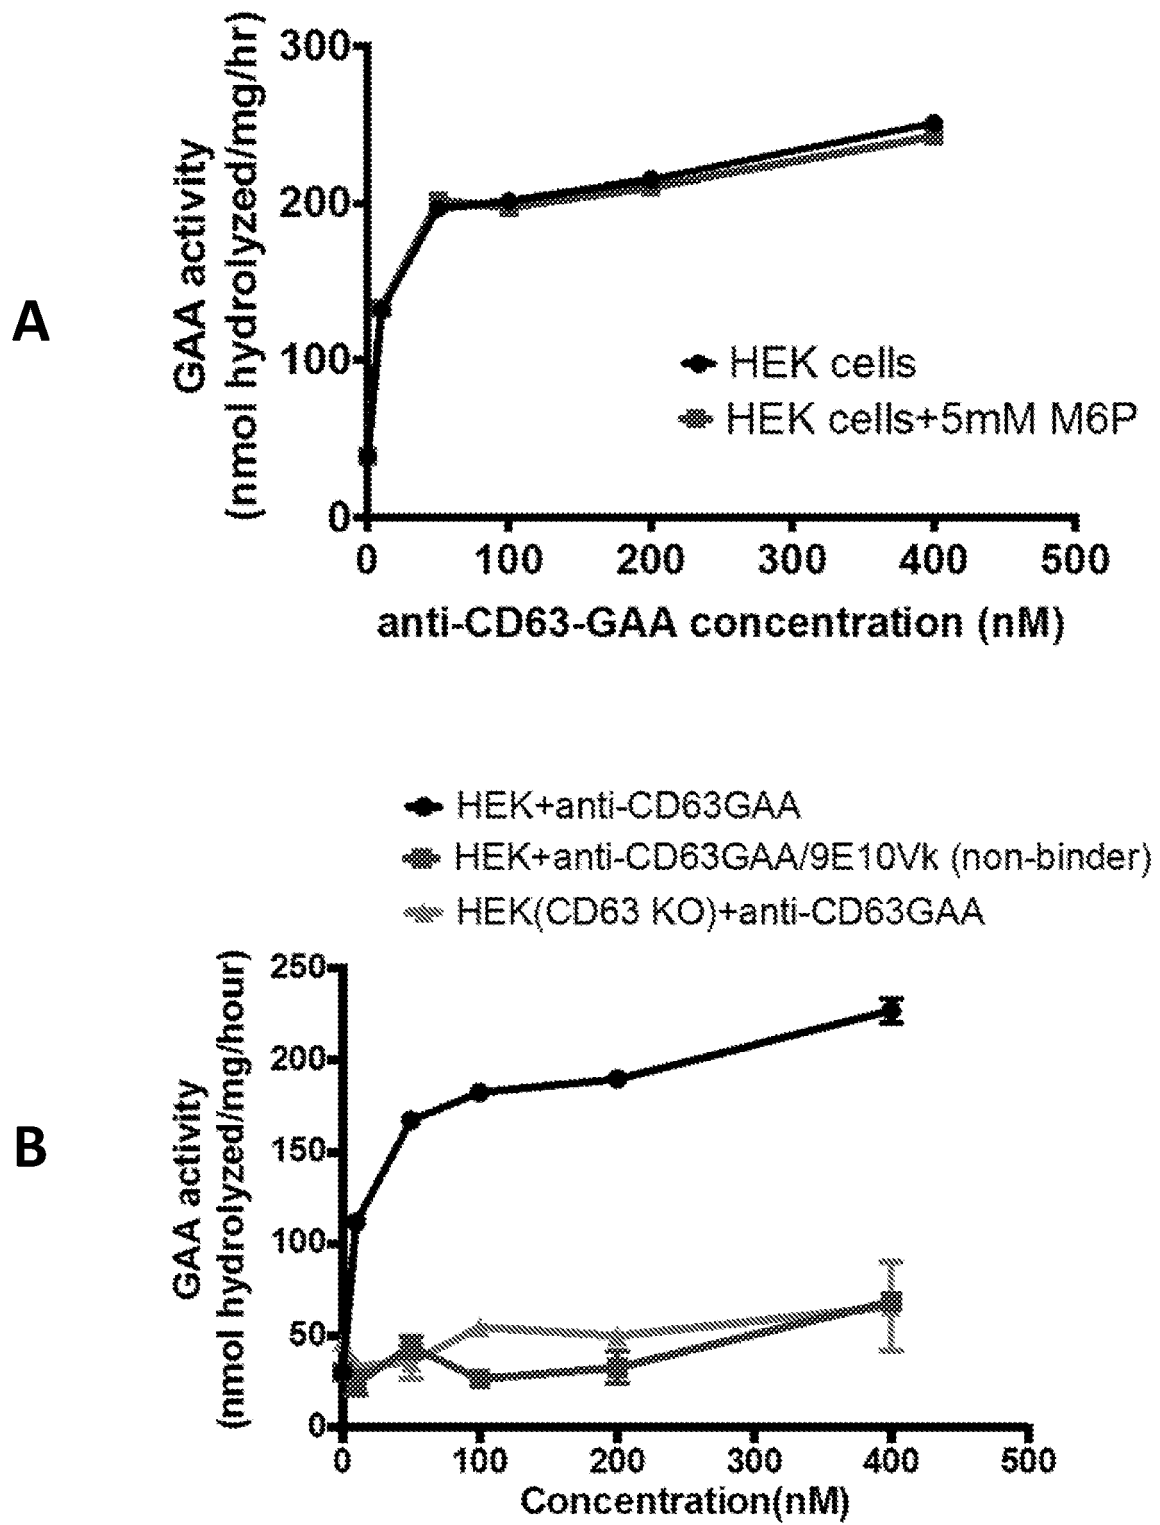 A
GAA activity
(nmol hydrolyzed/mg/hr)
300
200
100
0
HEK cells
HEK cells+5mM M6P
0 100 200 300 400 500
anti-CD63-GAA concentration (nM)
B
HEK+anti-CD63GAA
HEK+anti-CD63GAA/9E10Vk (non-binder)
HEK(CD63 KO)+anti-CD63GAA
GAA activity
(nmol hydrolyzed/mg/hour)
250
200
150
100
50
0
0 100 200 300 400 500
Concentration(nM)